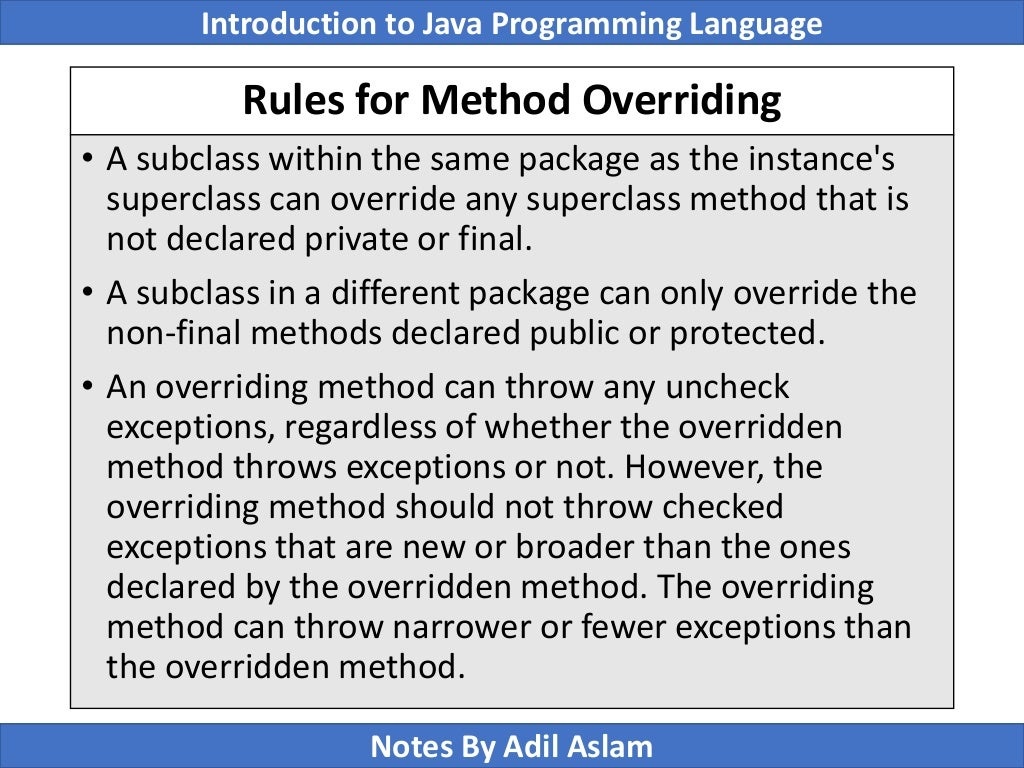 Introduction to Java Programming Language
Rules for Method Overriding
• A subclass within the same package as the instance's
superclass can override any superclass method that is
not declared private or final.
• A subclass in a different package can only override the
non-final methods declared public or protected.
• An overriding method can throw any uncheck
exceptions, regardless of whether the overridden
method throws exceptions or not. However, the
overriding method should not throw checked
exceptions that are new or broader than the ones
declared by the overridden method. The overriding
method can throw narrower or fewer exceptions than
the overridden method.
Notes By Adil Aslam